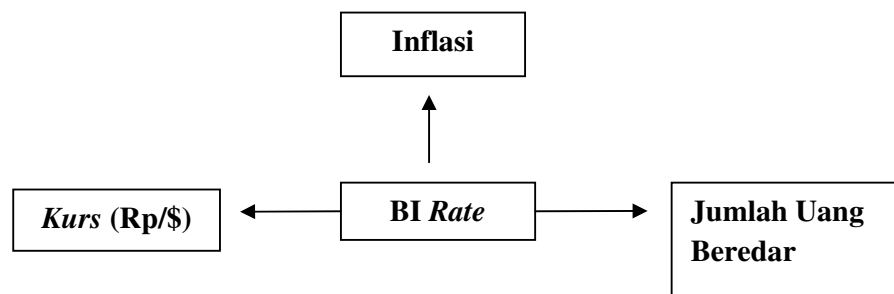 Inflasi
Kurs (Rp/$)
BI Rate
Jumlah Uang
Beredar